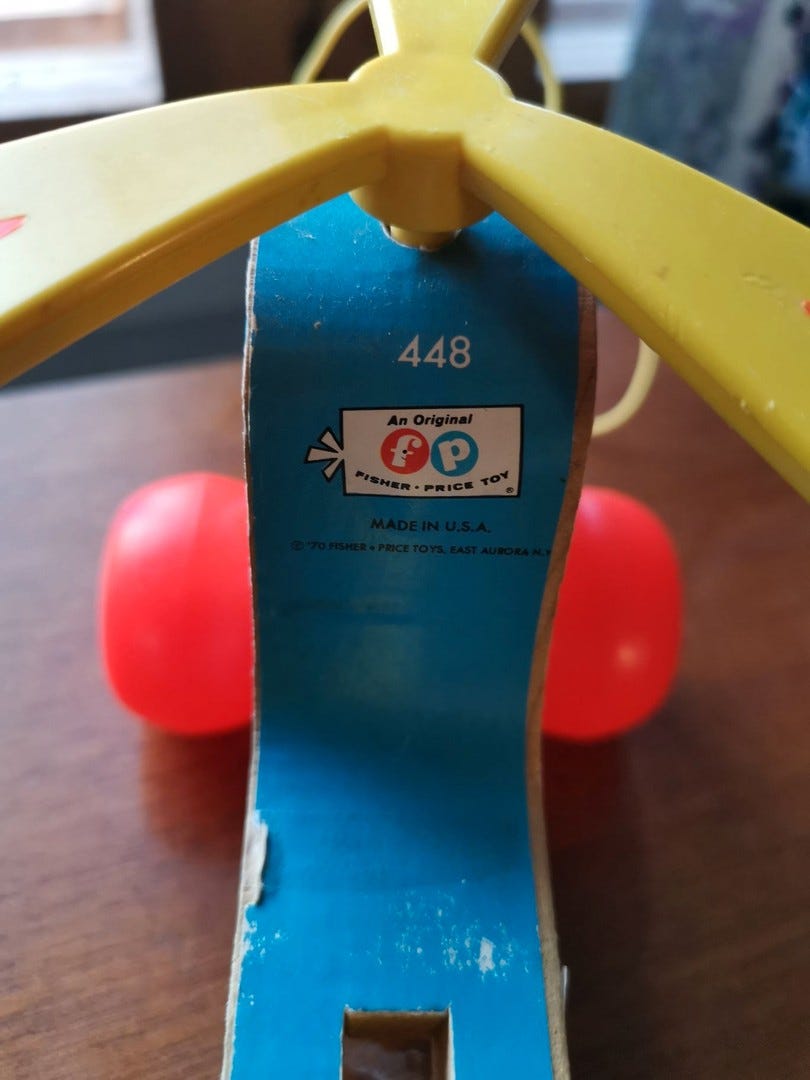 448
An Original
fp
FISHER • PRICE TOY
®
MADE IN U.S.A.
© '70 FISHER • PRICE TOYS, EAST AURORA N.Y